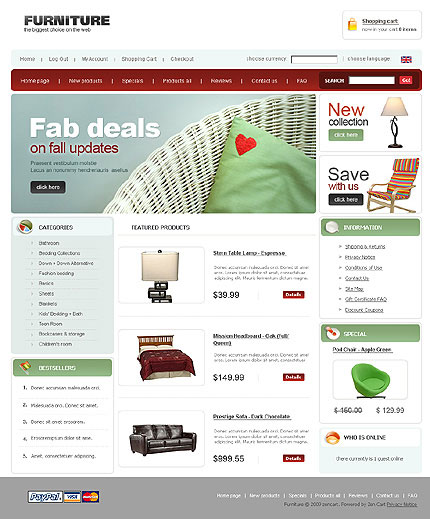 FURNITURE
the biggest choice on the web
Shopping cart:
now in your cart 0 items
Home | Log Out | My Account | Shopping Cart | Checkout
choose currency
choose language
Home page | New products | Specials | Products all | Reviews | Contact us | FAQ
SEARCH
Go!
Fab deals
on fall updates
Praesent vestibulum molestie
Lacus an nonummy hendreriauris .asellus
click here
New
collection
click here
Save
with us
click here
CATEGORIES
Bathroom
Bedding Collections
Down + Down Alternative
Fashion bedding
Basics
Sheets
Blankets
Kids' Bedding + Bath
Teen Room
Bookcases & storage
Children's room
BESTSELLERS
1. Donec accumsan malesuada orci.
2. Malesuada orci. Donec sit amet.
3. Donec sit amet eros orem.
4. Eros orem ipsum dolor sit amet.
5. Amet, consectetuer adipiscing.
FEATURED PRODUCTS
Stem Table Lamp - Espresso
Donec accumsan malesuada orci. Donec
sit amet eros. Lorem ipsum dolor sit amet, consectetuer
adipiscing elit. Mauris fermentum dictum magna.
$39.99
Details
Mission Headboard - Oak (Full/
Queen)
Donec accumsan malesuada orci. Donec
sit amet eros. Lorem ipsum dolor sit amet, consectetuer
adipiscing elit. Mauris fermentum dictum magna.
$149.99
Details
Prestige Sofa - Dark Chocolate
Donec accumsan malesuada orci. Donec
sit amet eros. Lorem ipsum dolor sit amet, consectetuer
adipiscing elit. Mauris fermentum dictum magna.
$999.55
Details
INFORMATION
Shipping & Returns
Privacy Notice
Conditions of Use
Contact Us
Site Map
Gift Certificate FAQ
Discount Coupons
SPECIAL
Pod Chair - Apple Green
$ 160.00 $ 129.99
WHO IS ONLINE
there currently is 1 guest online
PayPal VISA
Home page | New products | Specials | Products all | Reviews | Contact us | FAQ
Furniture © 2009 zencart. Powered by Zen Cart Privacy Notice